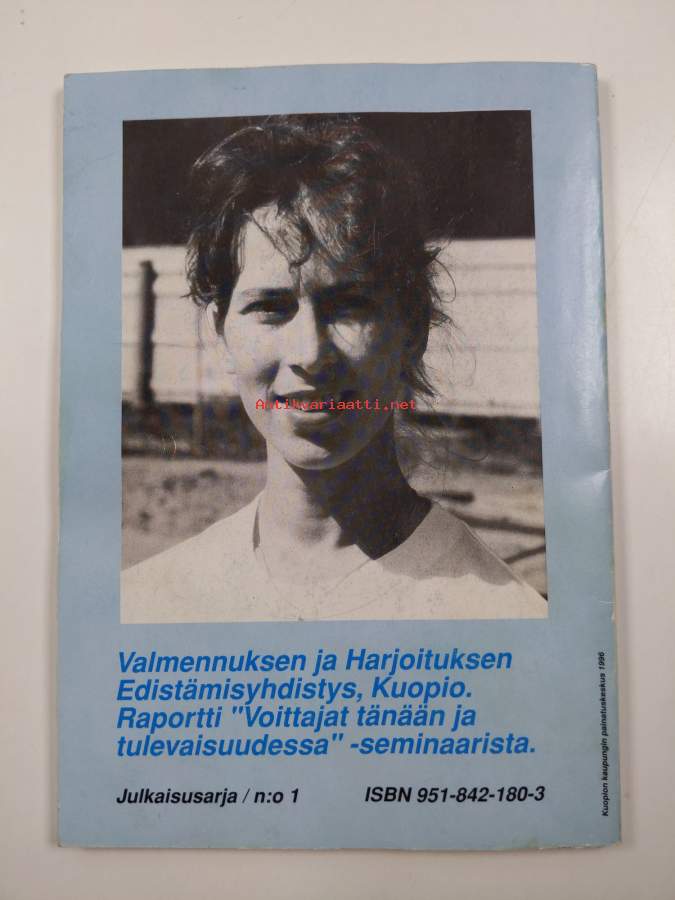 Antikvariaatti.net
Valmennuksen ja Harjoituksen
Edistämisyhdistys, Kuopio.
Raportti "Voittajat tänään ja
tulevaisuudessa" -seminaarista.
Julkaisusarja / n:o 1
ISBN 951-842-180-3
Kuopion kaupungin painatuskeskus 1996